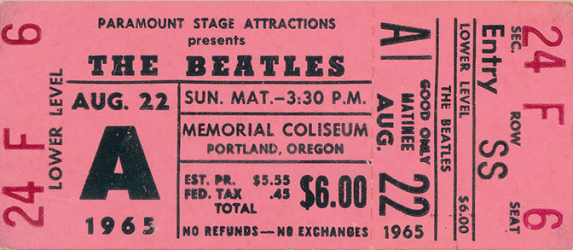 24 F 6
LOWER LEVEL
PARAMOUNT STAGE ATTRACTIONS
presents
THE BEATLES
AUG. 22
A
1965
SUN. MAT.—3:30 P.M.
MEMORIAL COLISEUM
PORTLAND, OREGON
EST. PR. $5.55
FED. TAX .45
TOTAL
$6.00
NO REFUNDS—NO EXCHANGES
A
GOOD ONLY
MATINEE
AUG.
22
1965
LOWER LEVEL
THE BEATLES
$6.00
Entry SS
SEC. ROW SEAT
24 F 6